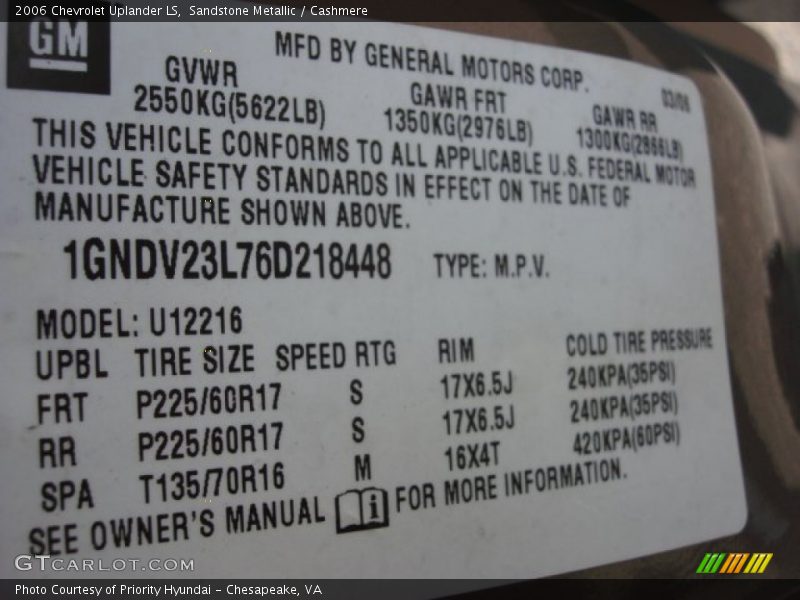 2006 Chevrolet Uplander LS, Sandstone Metallic / Cashmere
GM
MFD BY GENERAL MOTORS CORP.
03/06
GVWR GAWR FRT GAWR RR
2550KG(5622LB) 1350KG(2976LB) 1300KG(2866LB)
THIS VEHICLE CONFORMS TO ALL APPLICABLE U.S. FEDERAL MOTOR
VEHICLE SAFETY STANDARDS IN EFFECT ON THE DATE OF
MANUFACTURE SHOWN ABOVE.
1GNDV23L76D218448 TYPE: M.P.V.
MODEL: U12216
UPBL TIRE SIZE SPEED RTG RIM COLD TIRE PRESSURE
FRT P225/60R17 S 17X6.5J 240KPA(35PSI)
RR P225/60R17 S 17X6.5J 240KPA(35PSI)
SPA T135/70R16 M 16X4T 420KPA(60PSI)
SEE OWNER'S MANUAL i FOR MORE INFORMATION.
GTCARLOT.COM
Photo Courtesy of Priority Hyundai - Chesapeake, VA